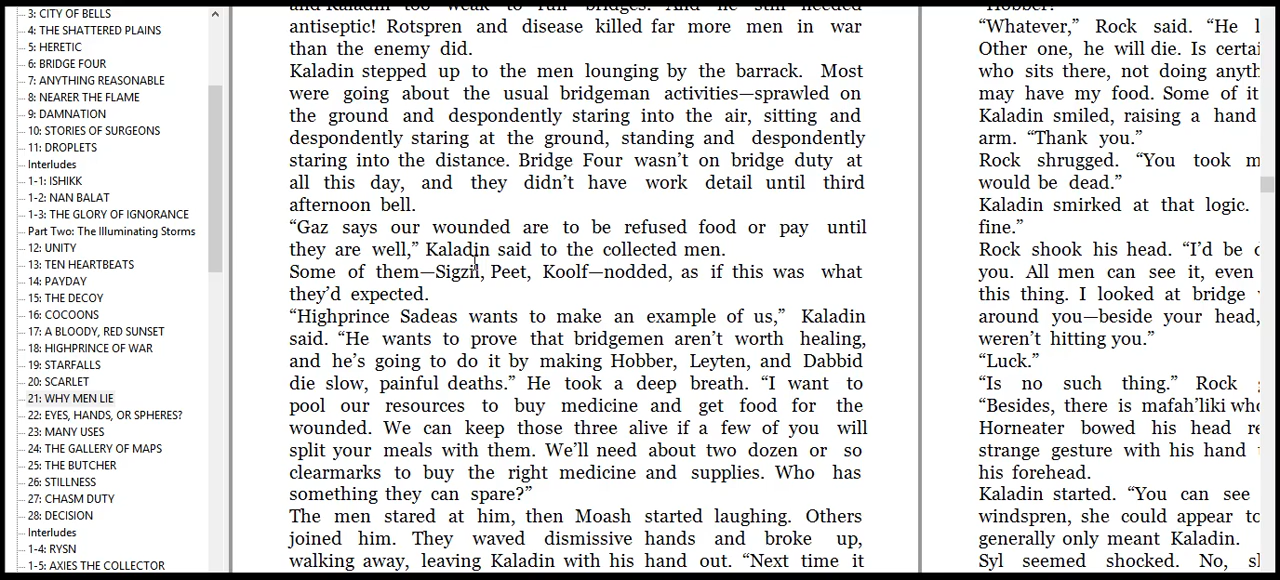 3: CITY OF BELLS
4: THE SHATTERED PLAINS
5: HERETIC
6: BRIDGE FOUR
7: ANYTHING REASONABLE
8: NEARER THE FLAME
9: DAMNATION
10: STORIES OF SURGEONS
11: DROPLETS
Interludes
1-1: ISHIKK
1-2: NAN BALAT
1-3: THE GLORY OF IGNORANCE
Part Two: The Illuminating Storms
12: UNITY
13: TEN HEARTBEATS
14: PAYDAY
15: THE DECOY
16: COCOONS
17: A BLOODY, RED SUNSET
18: HIGHPRINCE OF WAR
19: STARFALLS
20: SCARLET
21: WHY MEN LIE
22: EYES, HANDS, OR SPHERES?
23: MANY USES
24: THE GALLERY OF MAPS
25: THE BUTCHER
26: STILLNESS
27: CHASM DUTY
28: DECISION
Interludes
1-4: RYSN
1-5: AXIES THE COLLECTOR
antiseptic! Rotspren and disease killed far more men in war
than the enemy did.
Kaladin stepped up to the men lounging by the barrack. Most
were going about the usual bridgeman activities—sprawled on
the ground and despondently staring into the air, sitting and
despondently staring at the ground, standing and despondently
staring into the distance. Bridge Four wasn’t on bridge duty at
all this day, and they didn’t have work detail until third
afternoon bell.
“Gaz says our wounded are to be refused food or pay until
they are well,” Kaladin said to the collected men.
Some of them—Sigzil, Peet, Koolf—nodded, as if this was what
they’d expected.
“Highprince Sadeas wants to make an example of us,” Kaladin
said. “He wants to prove that bridgemen aren’t worth healing,
and he’s going to do it by making Hobber, Leyten, and Dabbid
die slow, painful deaths.” He took a deep breath. “I want to
pool our resources to buy medicine and get food for the
wounded. We can keep those three alive if a few of you will
split your meals with them. We’ll need about two dozen or so
clearmarks to buy the right medicine and supplies. Who has
something they can spare?”
The men stared at him, then Moash started laughing. Others
joined him. They waved dismissive hands and broke up,
walking away, leaving Kaladin with his hand out. “Next time it
“Whatever,” Rock said. “He
Other one, he will die. Is
who sits there, not doing
may have my food. Some of it
Kaladin smiled, raising a hand
arm. “Thank you.”
Rock shrugged. “You took
would be dead.”
Kaladin smirked at that logic.
fine.”
Rock shook his head. “I’d be
you. All men can see it, even
this thing. I looked at bridge
around you—beside your head,
weren’t hitting you.”
“Luck.”
“Is no such thing.” Rock
“Besides, there is mafah’liki
Horneater bowed his head
strange gesture with his hand
his forehead.
Kaladin started. “You can see
windspren, she could appear to
generally only meant Kaladin.
Syl seemed shocked. No,